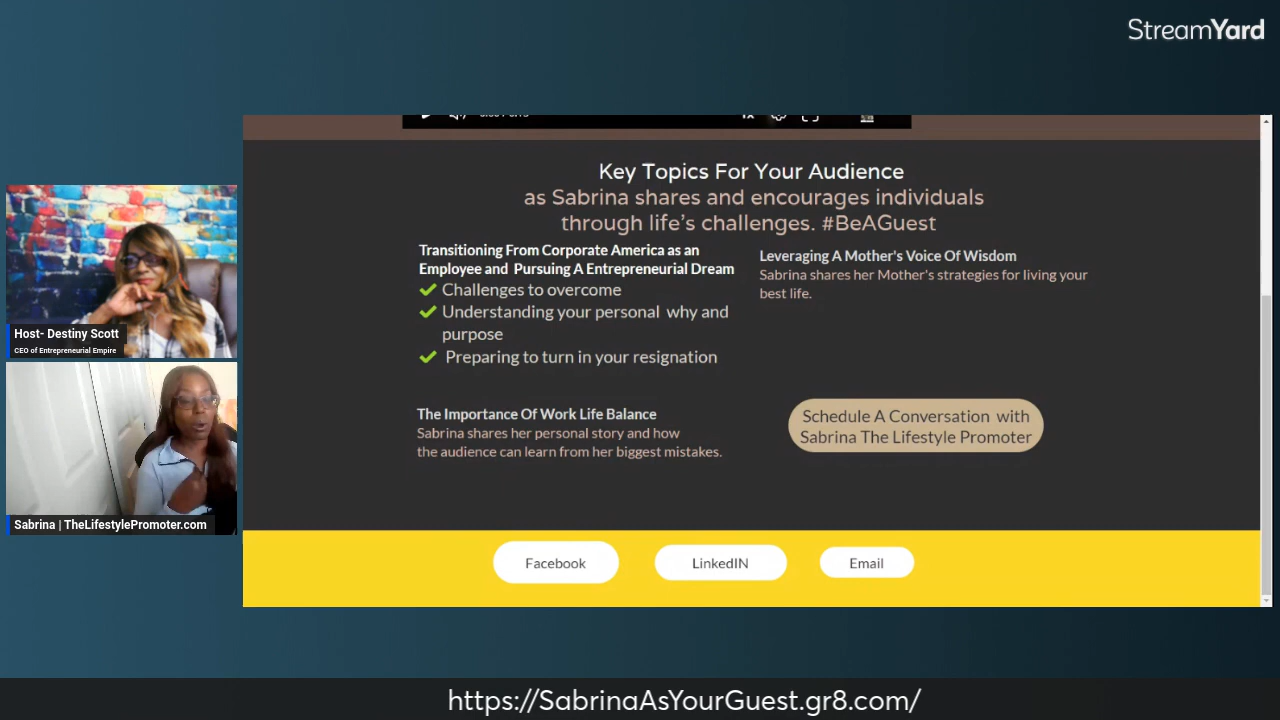 StreamYard
Key Topics For Your Audience
as Sabrina shares and encourages individuals
through life's challenges. #BeAGuest
Transitioning From Corporate America as an
Employee and Pursuing A Entrepreneurial Dream
Challenges to overcome
Understanding your personal why and
purpose
Preparing to turn in your resignation
Leveraging A Mother's Voice Of Wisdom
Sabrina shares her Mother's strategies for living your
best life.
The Importance Of Work Life Balance
Sabrina shares her personal story and how
the audience can learn from her biggest mistakes.
Schedule A Conversation with
Sabrina The Lifestyle Promoter
Facebook
LinkedIN
Email
Host- Destiny Scott
CEO of Entrepreneurial Empire
Sabrina | TheLifestylePromoter.com
https://SabrinaAsYourGuest.gr8.com/